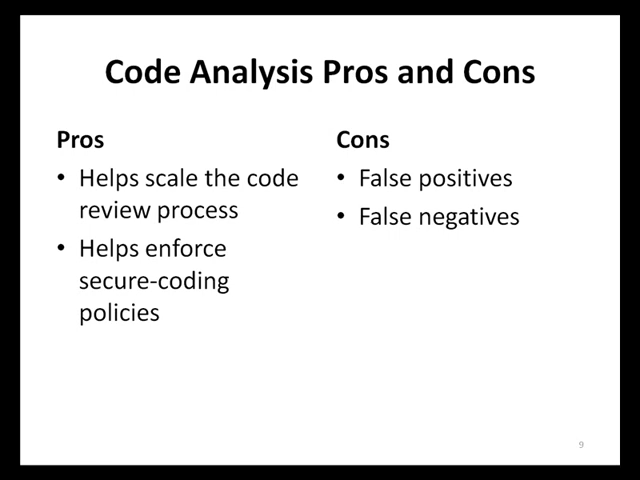 Code Analysis Pros and Cons
Pros
• Helps scale the code
review process
• Helps enforce
secure-coding
policies
Cons
• False positives
• False negatives
9